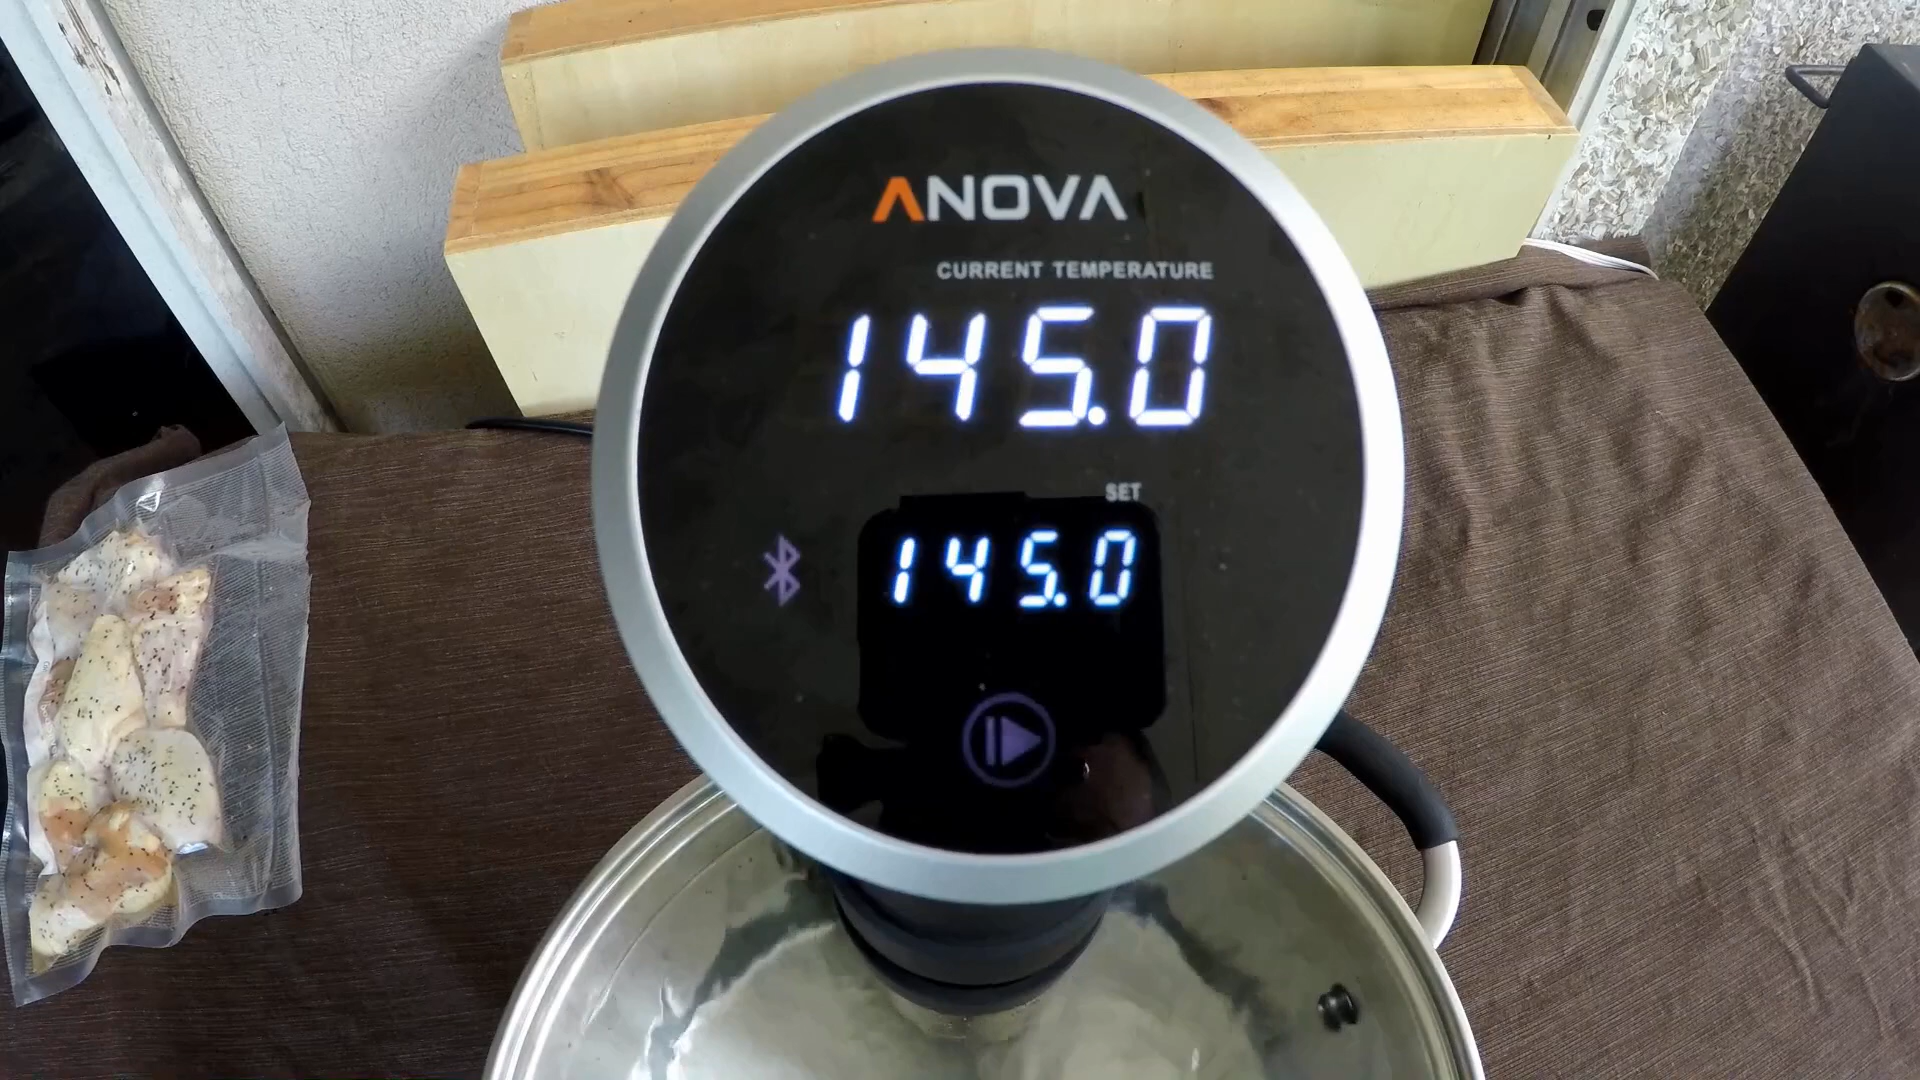 ANOVA
CURRENT TEMPERATURE
145.0
SET
145.0